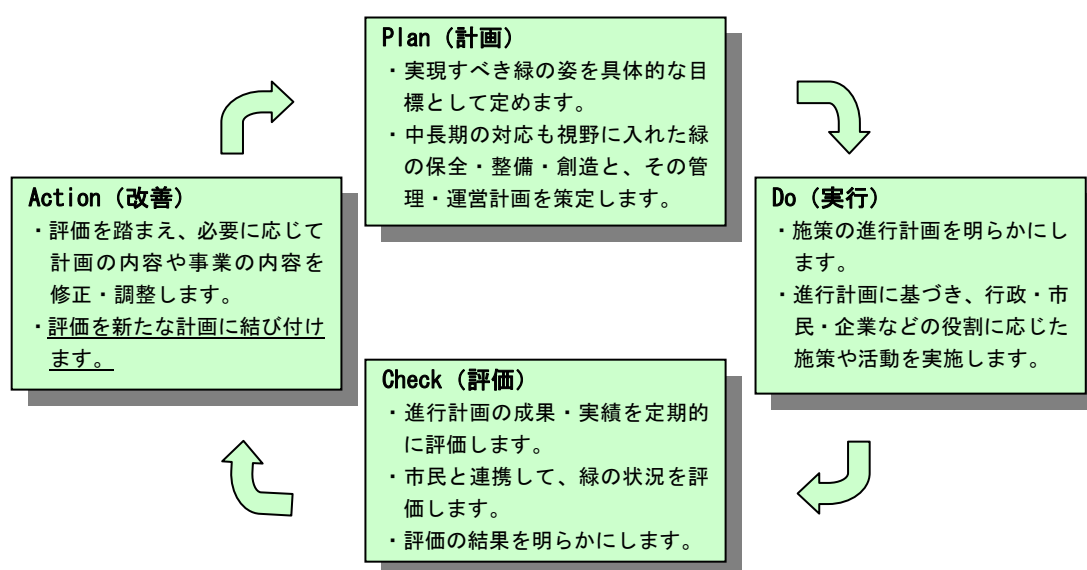 Plan（計画）
・実現すべき緑の姿を具体的な目
標として定めます。
・中長期の対応も視野に入れた緑
の保全・整備・創造と、その管
理・運営計画を策定します。
Do（実行）
・施策の進行計画を明らかにし
ます。
・進行計画に基づき、行政・市
民・企業などの役割に応じた
施策や活動を実施します。
Check（評価）
・進行計画の成果・実績を定期的
に評価します。
・市民と連携して、緑の状況を評
価します。
・評価の結果を明らかにします。
Action（改善）
・評価を踏まえ、必要に応じて
計画の内容や事業の内容を
修正・調整します。
・評価を新たな計画に結び付け
ます。